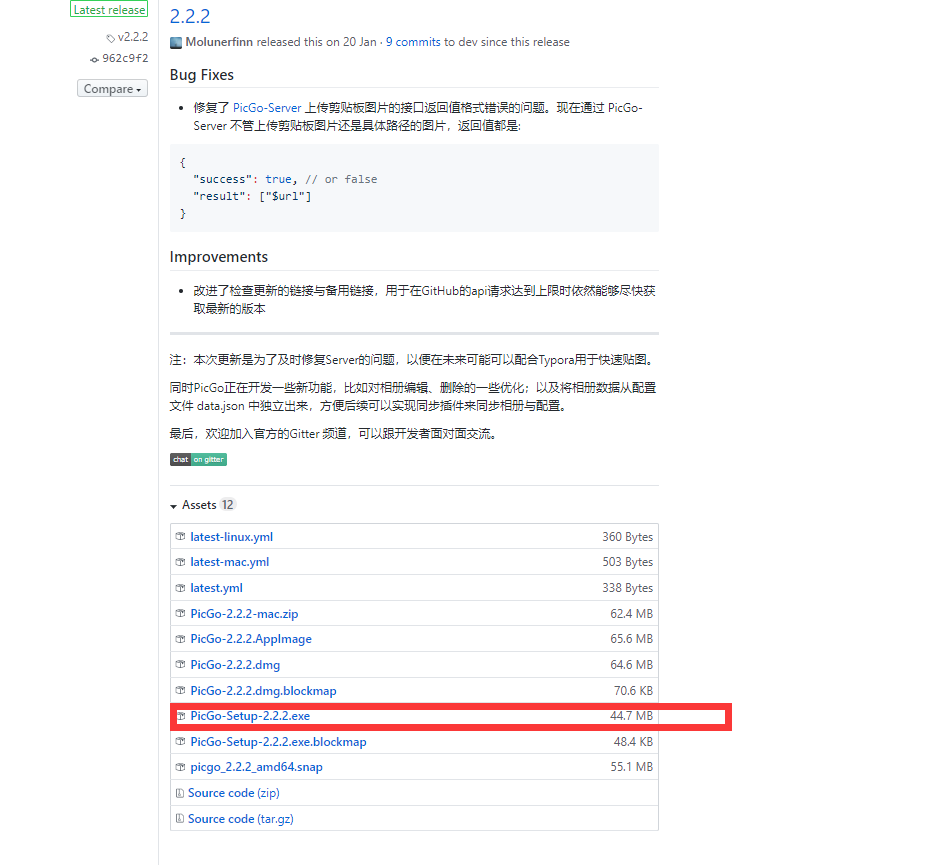 Latest release
v2.2.2
962c9f2
Compare
2.2.2
Molunerfinn released this on 20 Jan · 9 commits to dev since this release
Bug Fixes
修复了 PicGo-Server 上传剪贴板图片的接口返回值格式错误的问题。现在通过 PicGo-
Server 不管上传剪贴板图片还是具体路径的图片，返回值都是:
{
"success": true, // or false
"result": ["$url"]
}
Improvements
改进了检查更新的链接与备用链接，用于在GitHub的api请求达到上限时依然能够尽快获
取最新的版本
注：本次更新是为了及时修复Server的问题，以便在未来可能可以配合Typora用于快速贴图。
同时PicGo正在开发一些新功能，比如对相册编辑、删除的一些优化；以及将相册数据从配置
文件 data.json 中独立出来，方便后续可以实现同步插件来同步相册与配置。
最后，欢迎加入官方的Gitter 频道，可以跟开发者面对面交流。
chat on gitter
Assets 12
latest-linux.yml 360 Bytes
latest-mac.yml 503 Bytes
latest.yml 338 Bytes
PicGo-2.2.2-mac.zip 62.4 MB
PicGo-2.2.2.AppImage 65.6 MB
PicGo-2.2.2.dmg 64.6 MB
PicGo-2.2.2.dmg.blockmap 70.6 KB
PicGo-Setup-2.2.2.exe 44.7 MB
PicGo-Setup-2.2.2.exe.blockmap 48.4 KB
picgo_2.2.2_amd64.snap 55.1 MB
Source code (zip)
Source code (tar.gz)